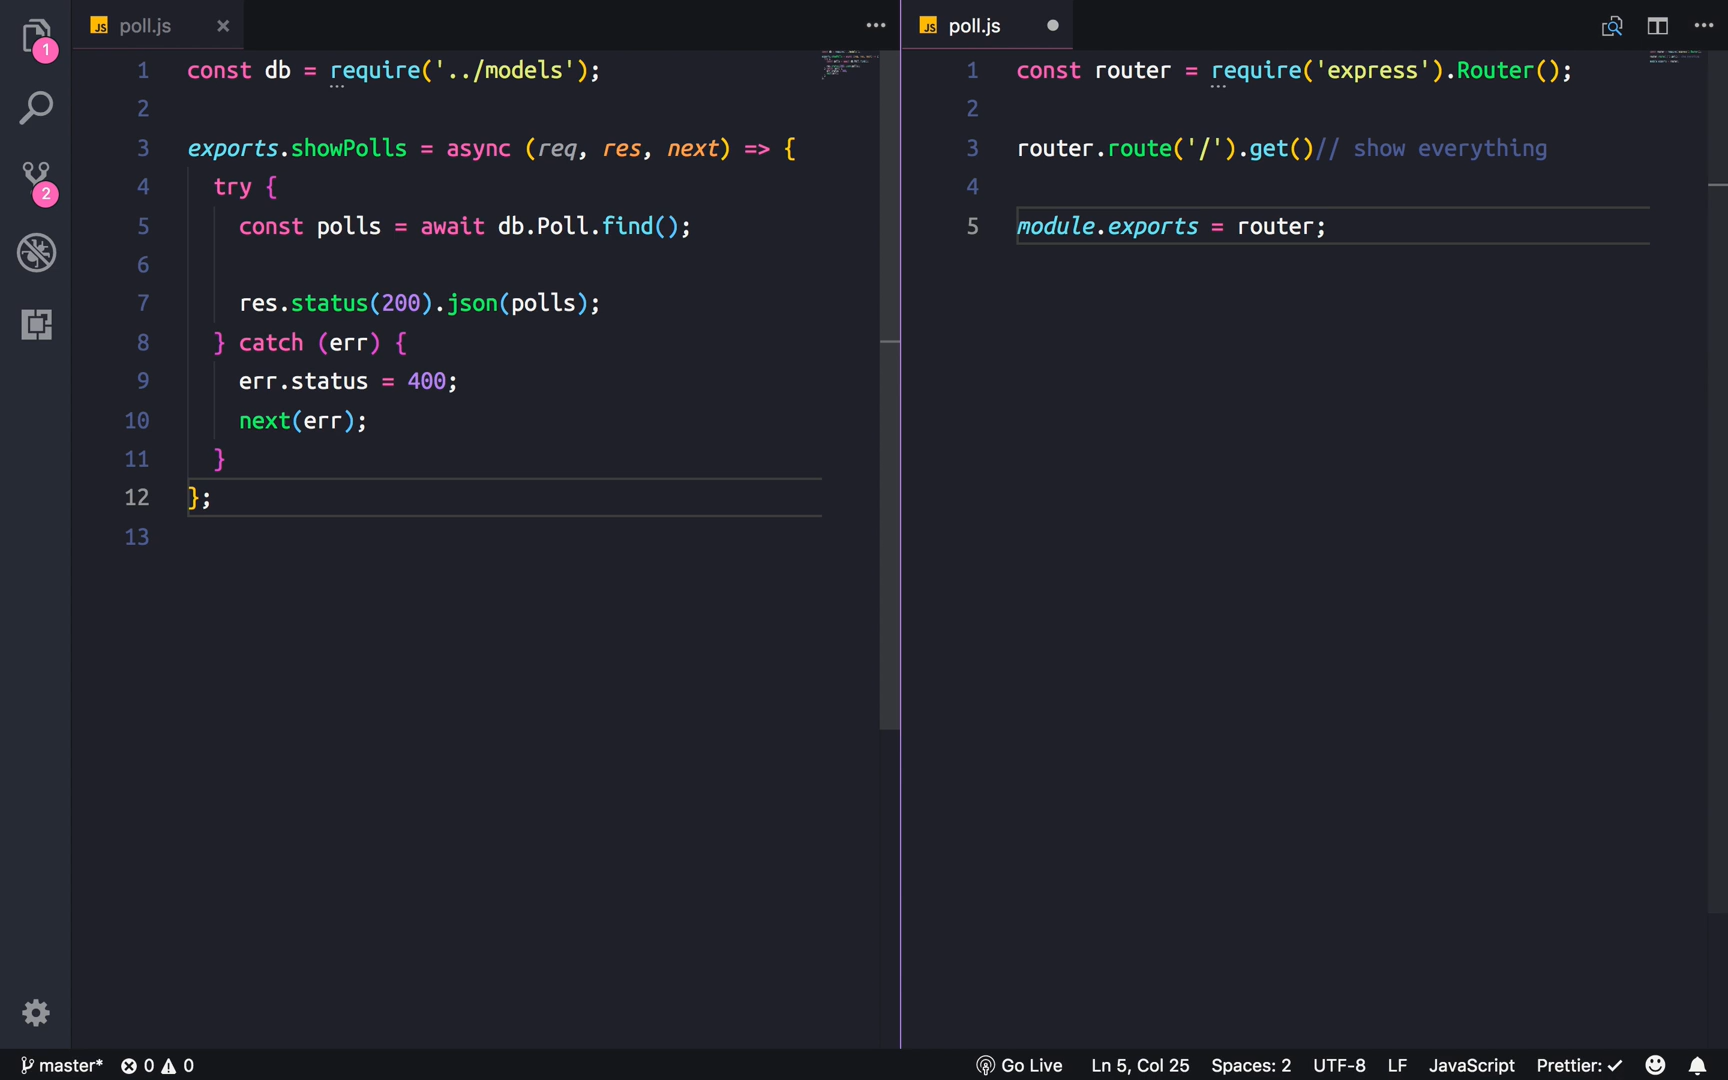 1
2
JS poll.js
1 const db = require('../models');
2
3 exports.showPolls = async (req, res, next) => {
4 try {
5 const polls = await db.Poll.find();
6
7 res.status(200).json(polls);
8 } catch (err) {
9 err.status = 400;
10 next(err);
11 }
12 };
13
JS poll.js
1 const router = require('express').Router();
2
3 router.route('/').get()// show everything
4
5 module.exports = router;
master* 0 0 Go Live Ln 5, Col 25 Spaces: 2 UTF-8 LF JavaScript Prettier: ✓